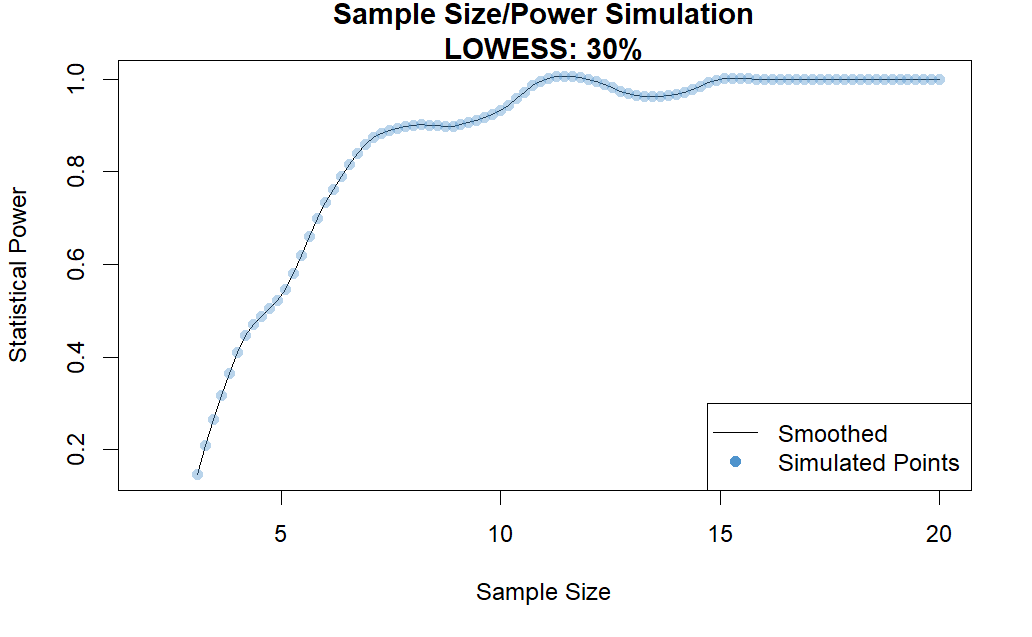 Sample Size/Power Simulation
LOWESS: 30%
Statistical Power
1.0
0.8
0.6
0.4
0.2
Smoothed
Simulated Points
5 10 15 20
Sample Size